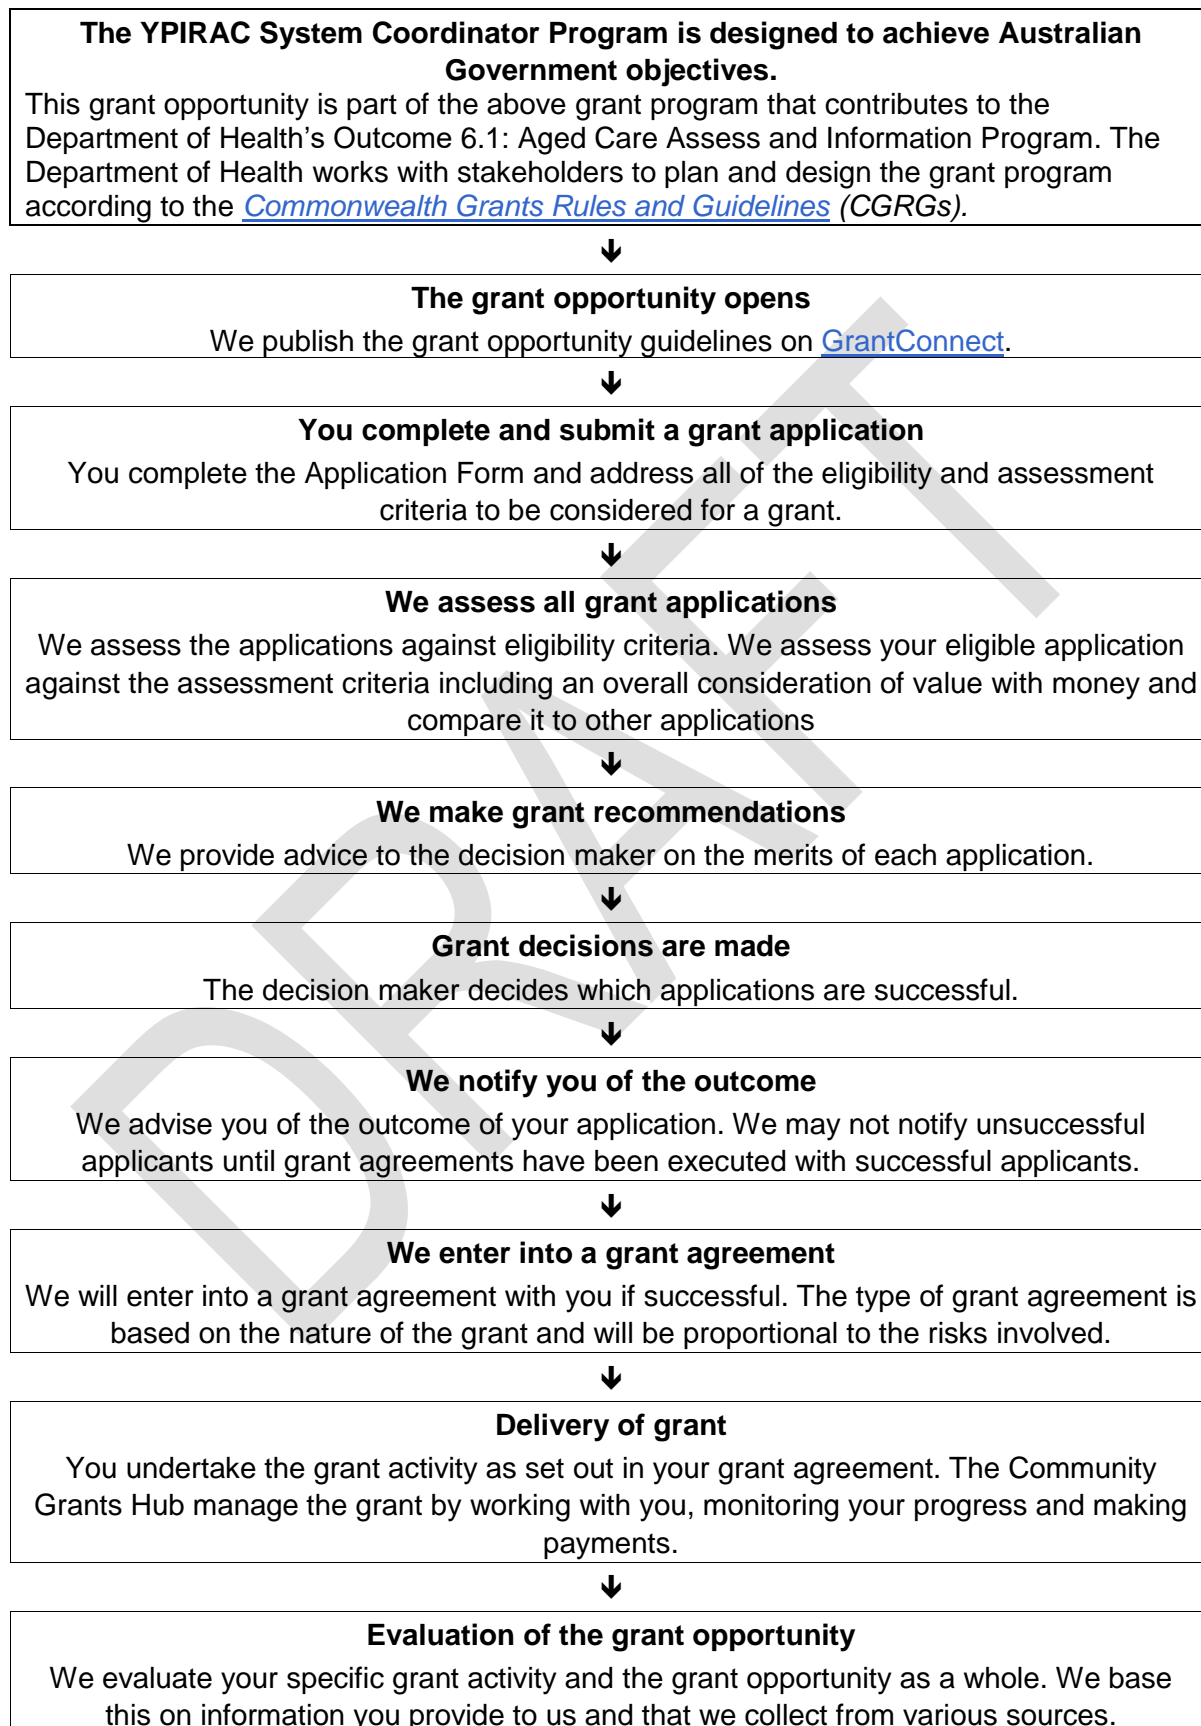 The YPIRAC System Coordinator Program is designed to achieve Australian
Government objectives.
This grant opportunity is part of the above grant program that contributes to the
Department of Health’s Outcome 6.1: Aged Care Assess and Information Program. The
Department of Health works with stakeholders to plan and design the grant program
according to the Commonwealth Grants Rules and Guidelines (CGRGs).
The grant opportunity opens
We publish the grant opportunity guidelines on GrantConnect.
You complete and submit a grant application
You complete the Application Form and address all of the eligibility and assessment
criteria to be considered for a grant.
We assess all grant applications
We assess the applications against eligibility criteria. We assess your eligible application
against the assessment criteria including an overall consideration of value with money and
compare it to other applications
We make grant recommendations
We provide advice to the decision maker on the merits of each application.
Grant decisions are made
The decision maker decides which applications are successful.
We notify you of the outcome
We advise you of the outcome of your application. We may not notify unsuccessful
applicants until grant agreements have been executed with successful applicants.
We enter into a grant agreement
We will enter into a grant agreement with you if successful. The type of grant agreement is
based on the nature of the grant and will be proportional to the risks involved.
Delivery of grant
You undertake the grant activity as set out in your grant agreement. The Community
Grants Hub manage the grant by working with you, monitoring your progress and making
payments.
Evaluation of the grant opportunity
We evaluate your specific grant activity and the grant opportunity as a whole. We base
this on information you provide to us and that we collect from various sources.
DRAFT